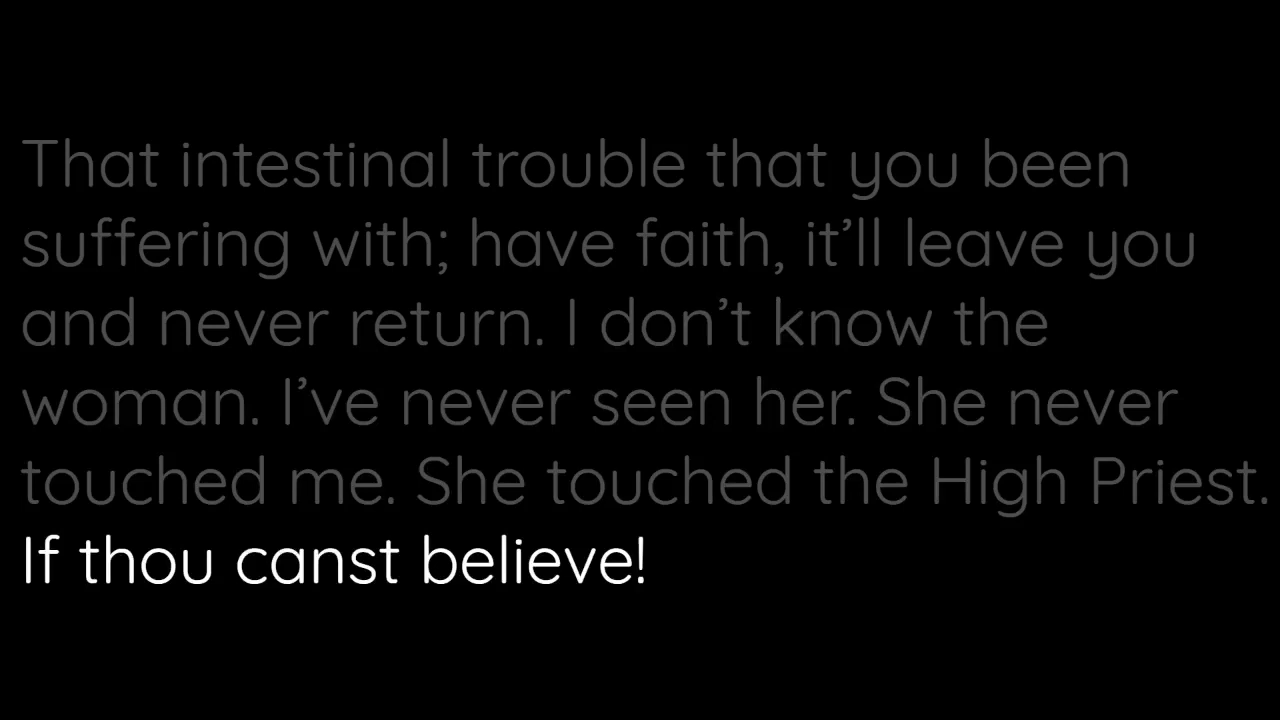 That intestinal trouble that you been
suffering with; have faith, it’ll leave you
and never return. I don’t know the
woman. I’ve never seen her. She never
touched me. She touched the High Priest.
If thou canst believe!